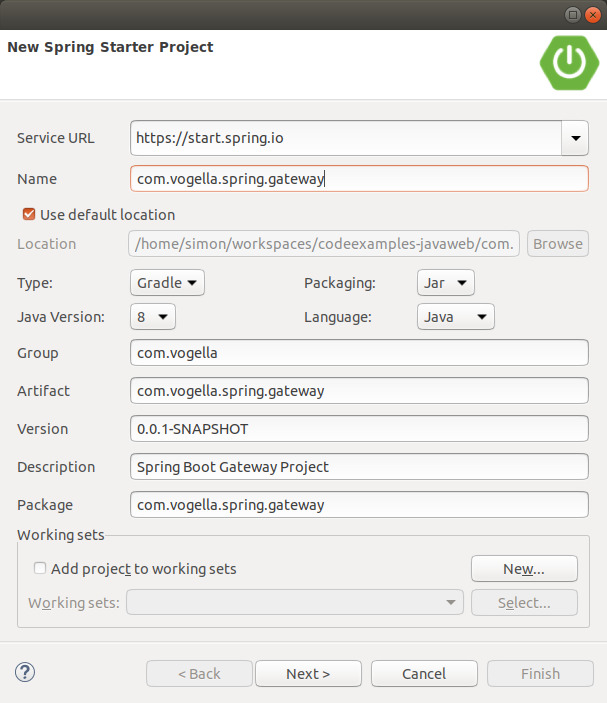 New Spring Starter Project
Service URL https://start.spring.io
Name com.vogella.spring.gateway
Use default location
Location /home/simon/workspaces/codeexamples-javaweb/com. Browse
Type: Gradle Packaging: Jar
Java Version: 8 Language: Java
Group com.vogella
Artifact com.vogella.spring.gateway
Version 0.0.1-SNAPSHOT
Description Spring Boot Gateway Project
Package com.vogella.spring.gateway
Working sets
Add project to working sets New...
Working sets: Select...
? < Back Next > Cancel Finish